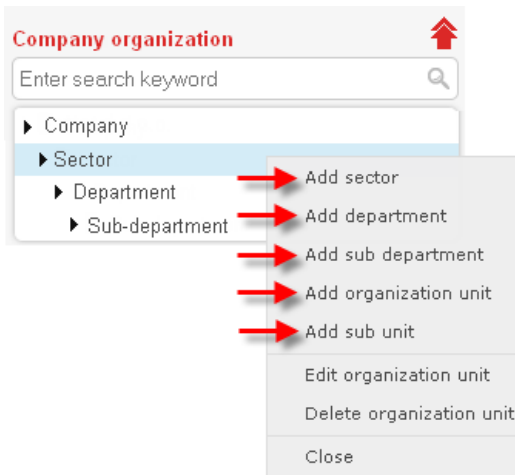 Company organization
Enter search keyword
Company
Sector
Department
Sub-department
Add sector
Add department
Add sub department
Add organization unit
Add sub unit
Edit organization unit
Delete organization unit
Close